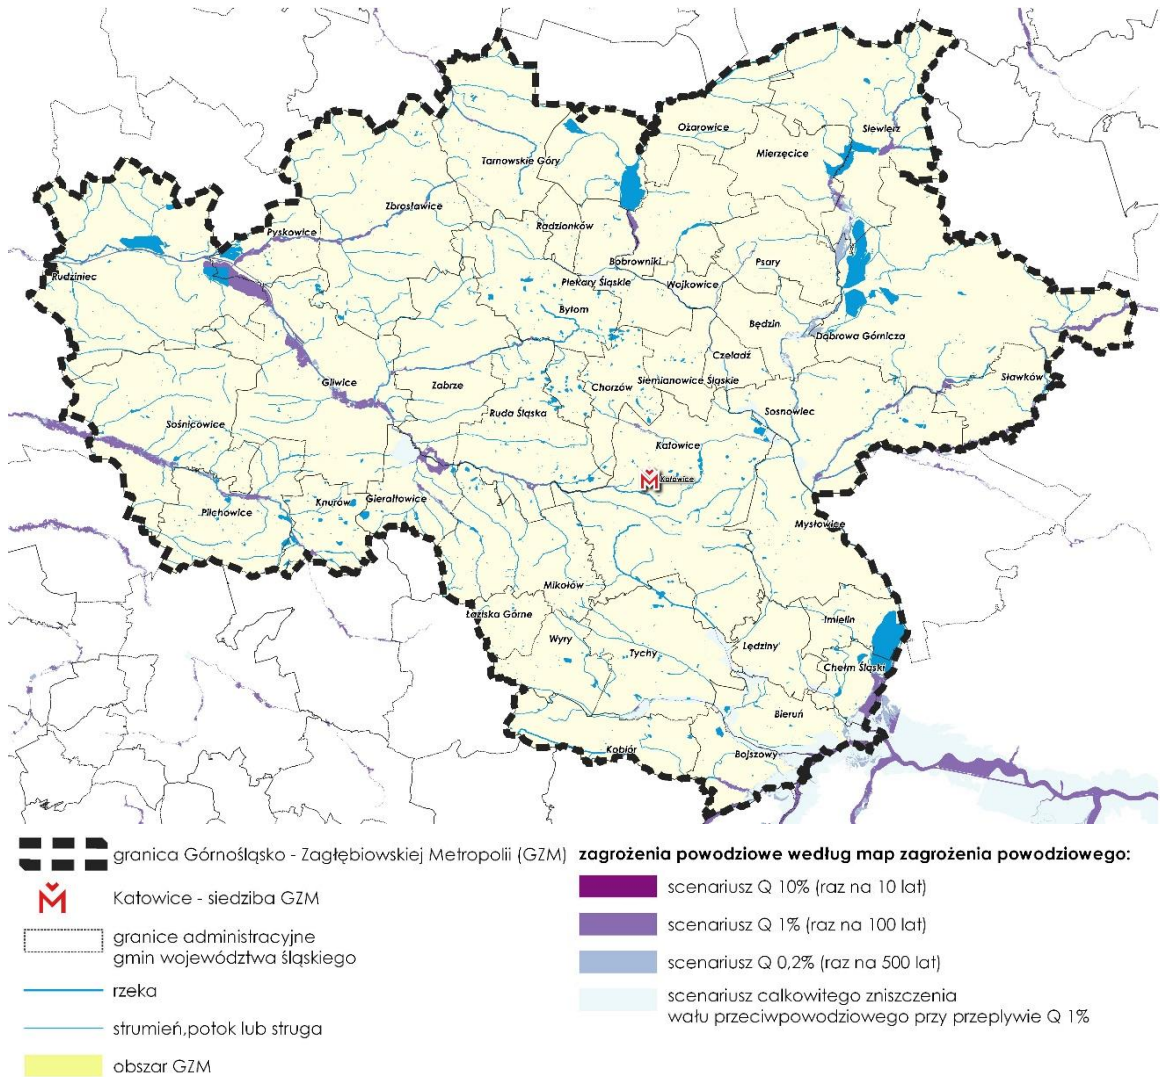 Ożarowice
Siewierz
Mierzęcice
Tarnowskie Góry
Zbrosławice
Radzionków
Pyskowice
Bobrowniki
Psary
Rudziniec
Piekary Śląskie
Wojkowice
Bytom
Będzin
Dąbrowa Górnicza
Czeladź
Sławków
Gliwice
Zabrze
Chorzów
Siemianowice Śląskie
Ruda Śląska
Sosnowiec
Sośnicowice
Katowice
Katowice
Knurów
Gierałtowice
Pilchowice
Mysłowice
Mikołów
Łaziska Górne
Imielin
Wyry
Tychy
Lędziny
Chełm Śląski
Bieruń
Kobiór
Bojszowy
granica Górnośląsko - Zagłębiowskiej Metropolii (GZM)
Katowice - siedziba GZM
granice administracyjne
gmin województwa śląskiego
rzeka
strumień,potok lub struga
obszar GZM
zagrożenia powodziowe według map zagrożenia powodziowego:
scenariusz Q 10% (raz na 10 lat)
scenariusz Q 1% (raz na 100 lat)
scenariusz Q 0,2% (raz na 500 lat)
scenariusz całkowitego zniszczenia
wału przeciwpowodziowego przy przepływie Q 1%